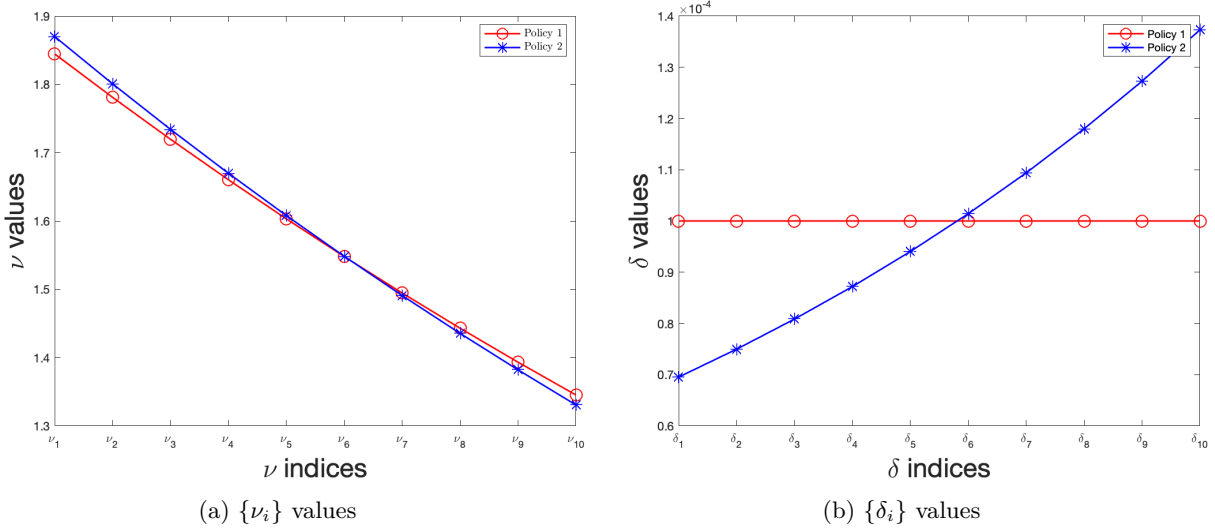 1.9
1.8
1.7
1.6
1.5
1.4
1.3
ν values
Policy 1
Policy 2
ν₁ ν₂ ν₃ ν₄ ν₅ ν₆ ν₇ ν₈ ν₉ ν₁₀
ν indices
(a) {νᵢ} values
×10⁻⁴
1.4
1.3
1.2
1.1
1
0.9
0.8
0.7
0.6
δ values
Policy 1
Policy 2
δ₁ δ₂ δ₃ δ₄ δ₅ δ₆ δ₇ δ₈ δ₉ δ₁₀
δ indices
(b) {δᵢ} values